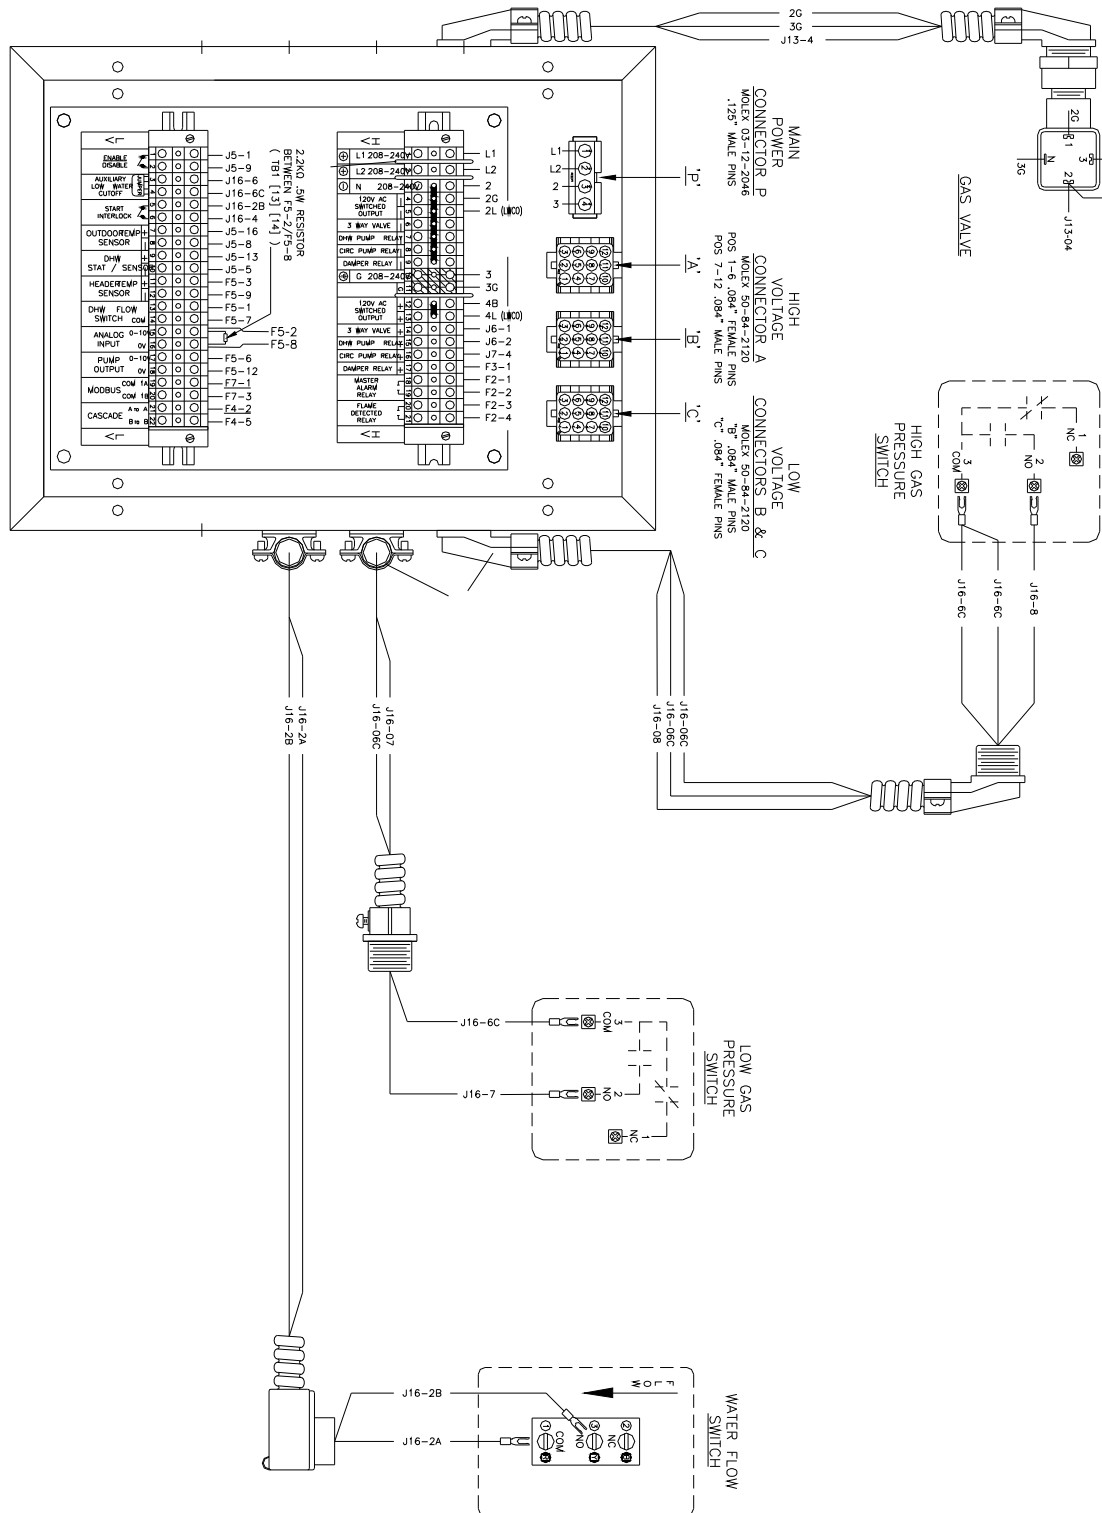 2G
3G
J13-4
2G
1
3
N
2
3G
J13-04
GAS VALVE
MAIN
POWER
CONNECTOR P
MOLEX 03-12-2046
.125" MALE PINS
L1
L2
2
3
1
2
3
4
'P'
HIGH
VOLTAGE
CONNECTOR A
MOLEX 50-84-2120
POS 1-6 .084" FEMALE PINS
POS 7-12 .084" MALE PINS
'A'
'B'
'C'
LOW
VOLTAGE
CONNECTORS B & C
MOLEX 50-84-2120
"B" .084" MALE PINS
"C" .084" FEMALE PINS
2.2KΩ .5W RESISTOR
BETWEEN F5-2/F5-8
( TB1 [13] [14] )
LV
ENABLE
DISABLE
AUXILIARY
LOW WATER
CUTOFF
JUMPER
START
INTERLOCK
OUTDOORTEMP +
SENSOR -
DHW +
STAT / SENSOR -
HEADERTEMP +
SENSOR -
DHW FLOW
SWITCH COM
ANALOG 0-10V
INPUT 0V
PUMP 0-10V
OUTPUT 0V
MODBUS COM 1A
COM 1B
CASCADE A to A
B to B
LV
J5-1
J5-9
J16-6
J16-6C
J16-2B
J16-4
J5-16
J5-8
J5-13
J5-5
F5-3
F5-9
F5-1
F5-7
F5-2
F5-8
F5-6
F5-12
F7-1
F7-3
F4-2
F4-5
HV
L1 208-240V
L2 208-240V
N 208-240V
120V AC
SWITCHED
OUTPUT
3 WAY VALVE
DHW PUMP RELAY
CIRC PUMP RELAY
DAMPER RELAY
G 208-240V
120V AC
SWITCHED
OUTPUT
3 WAY VALVE
DHW PUMP RELAY
CIRC PUMP RELAY
DAMPER RELAY
MASTER
ALARM
RELAY
FLAME
DETECTED
RELAY
HV
L1
L2
2
2G
2L (LWCO)
3
3G
4B
4L (LWCO)
J6-1
J6-2
J7-4
F3-1
F2-1
F2-2
F2-3
F2-4
HIGH GAS
PRESSURE
SWITCH
1
NC
2
NO
3
COM
J16-6C
J16-6C
J16-8
J16-06C
J16-06C
J16-08
J16-07
J16-06C
J16-2A
J16-2B
LOW GAS
PRESSURE
SWITCH
J16-6C
3
COM
J16-7
2
NO
1
NC
WATER FLOW
SWITCH
FLOW
J16-2B
J16-2A
1
COM
3
NO
2
NC